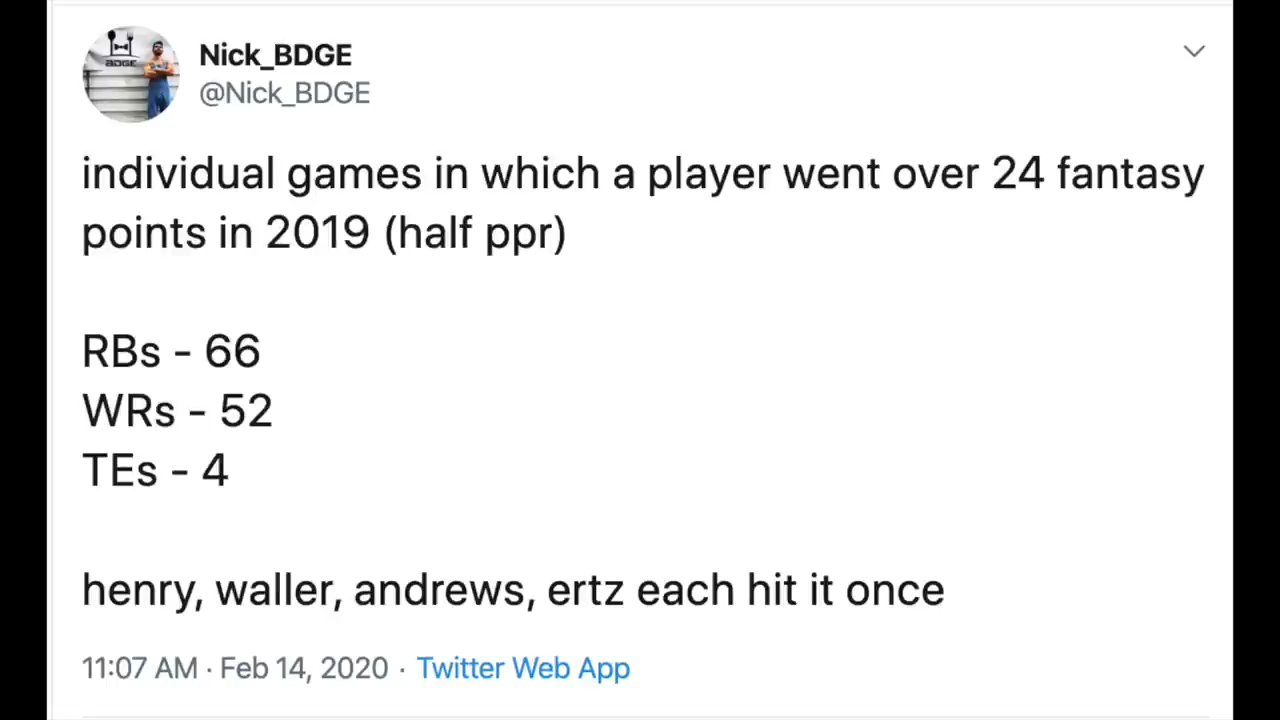 BDGE
Nick_BDGE
@Nick_BDGE
individual games in which a player went over 24 fantasy
points in 2019 (half ppr)
RBs - 66
WRs - 52
TEs - 4
henry, waller, andrews, ertz each hit it once
11:07 AM · Feb 14, 2020 · Twitter Web App